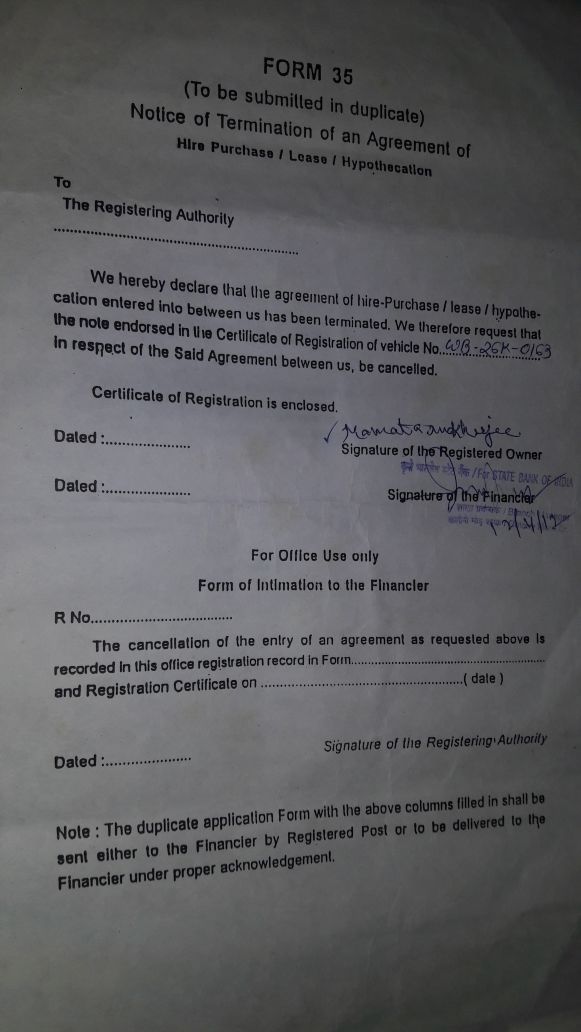 FORM 35
(To be submitted in duplicate)
Notice of Termination of an Agreement of
Hire Purchase / Lease / Hypothecation
To
The Registering Authority
We hereby declare that the agreement of hire-Purchase / lease / hypothe-
cation entered into between us has been terminated. We therefore request that
the note endorsed in the Certificate of Registration of vehicle No. WB-26K-0163
in respect of the Said Agreement between us, be cancelled.
Certificate of Registration is enclosed.
Mamata Mukherjee
Dated :....................
Signature of the Registered Owner
/For STATE BANK OF INDIA
Dated :....................
Signature of the Financier
For Office Use only
Form of Intimation to the Financier
R No...................................
The cancellation of the entry of an agreement as requested above is
recorded in this office registration record in Form..................................................
and Registration Certificate on ..................................................( date )
Signature of the Registering Authority
Dated :....................
Note : The duplicate application Form with the above columns filled in shall be
sent either to the Financier by Registered Post or to be delivered to the
Financier under proper acknowledgement.